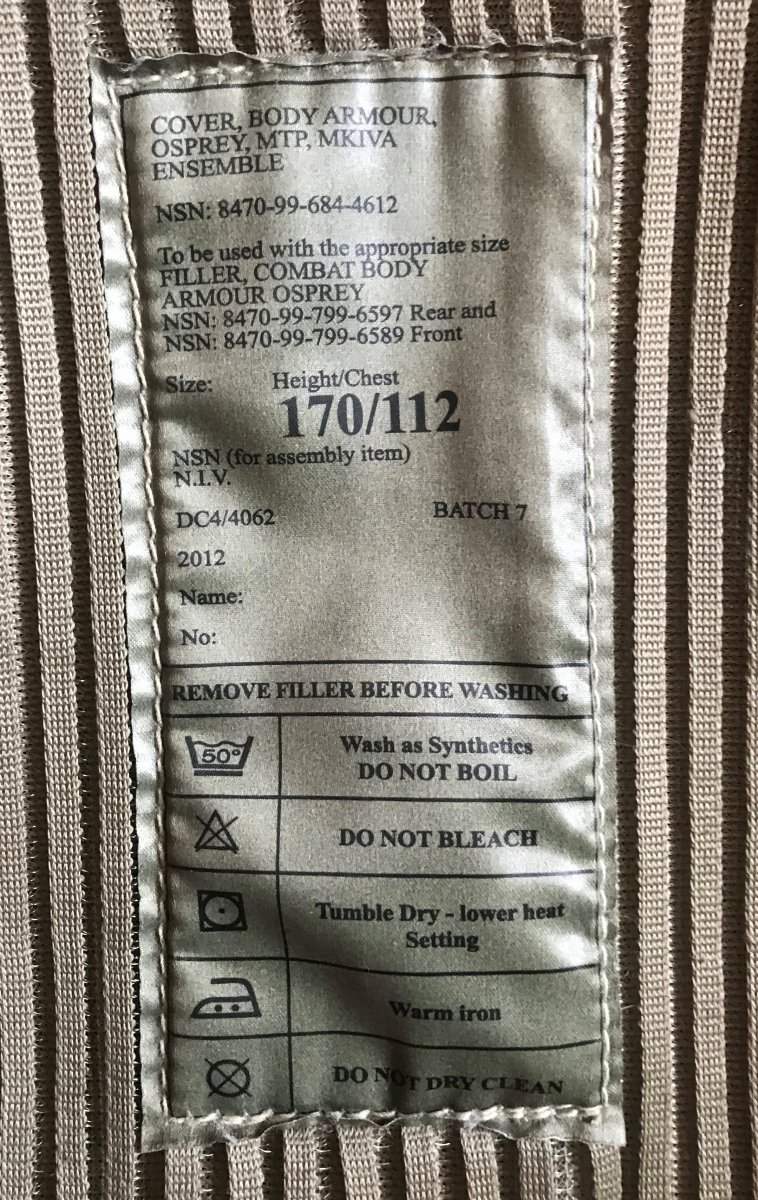 COVER, BODY ARMOUR,
OSPREY, MTP, MKIVA
ENSEMBLE
NSN: 8470-99-684-4612
To be used with the appropriate size
FILLER, COMBAT BODY
ARMOUR OSPREY
NSN: 8470-99-799-6597 Rear and
NSN: 8470-99-799-6589 Front
Size: Height/Chest
170/112
NSN (for assembly item)
N.I.V.
DC4/4062 BATCH 7
2012
Name:
No:
REMOVE FILLER BEFORE WASHING
50° Wash as Synthetics
DO NOT BOIL
DO NOT BLEACH
Tumble Dry - lower heat
Setting
Warm iron
DO NOT DRY CLEAN